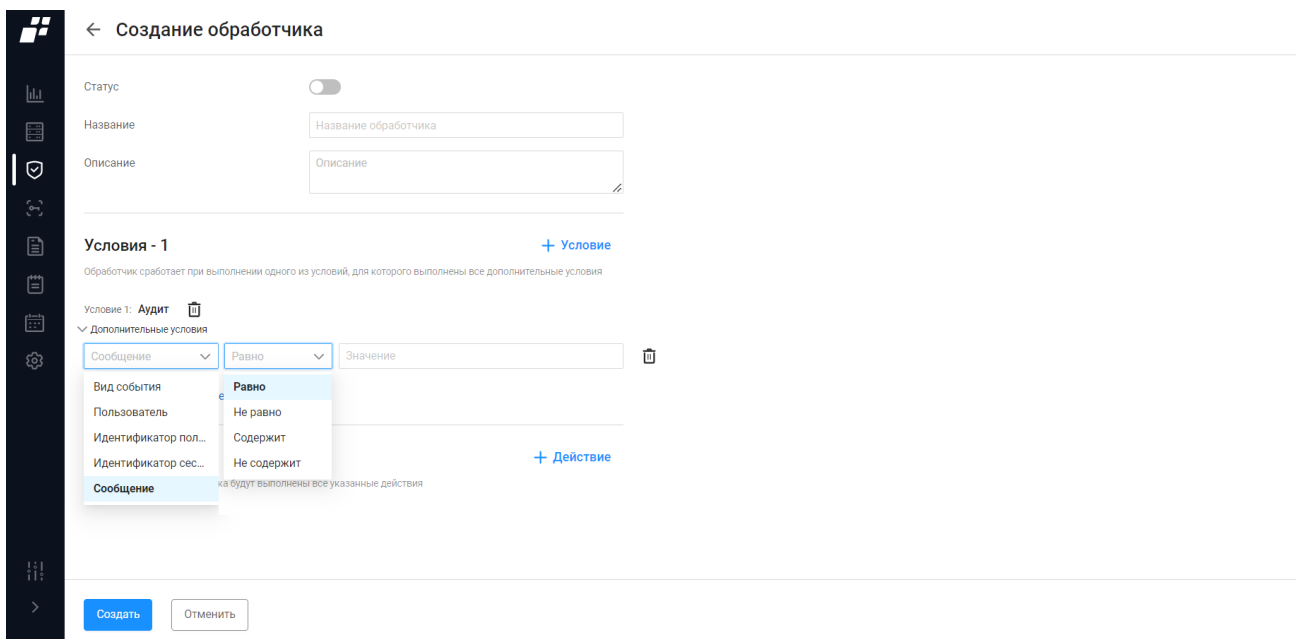 Создание обработчика
Статус
Название
Название обработчика
Описание
Описание
Условия - 1
Условие
Обработчик сработает при выполнении одного из условий, для которого выполнены все дополнительные условия
Условие 1: Аудит
Дополнительные условия
Сообщение
Равно
Значение
Вид события
Равно
Пользователь
Не равно
Идентификатор пол...
Содержит
Идентификатор сес...
Не содержит
Действие
Сообщение
будут выполнены все указанные действия
Создать
Отменить